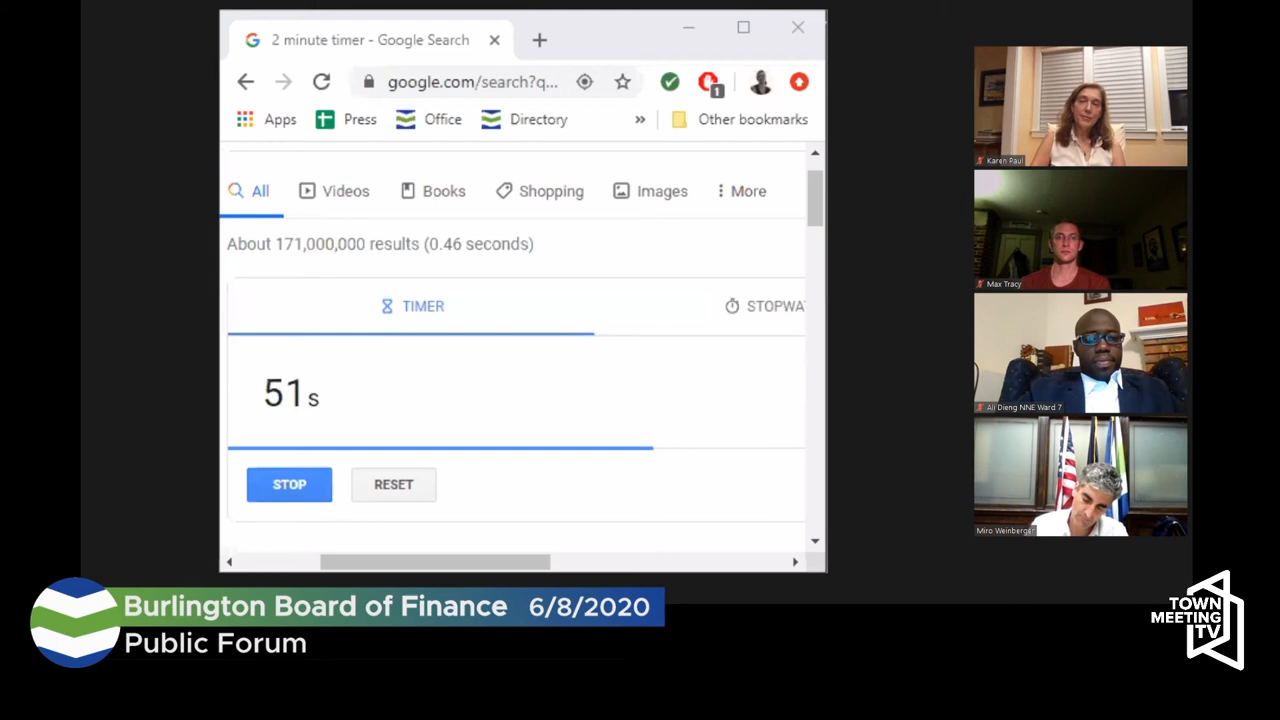 2 minute timer - Google Search
google.com/search?q...
1
Apps
Press
Office
Directory
»
Other bookmarks
All
Videos
Books
Shopping
Images
More
About 171,000,000 results (0.46 seconds)
TIMER
STOPWA
51s
STOP
RESET
Karen Paul
Max Tracy
Ali Dieng NNE Ward 7
Miro Weinberger
Burlington Board of Finance 6/8/2020
Public Forum
TOWN
MEETING
TV